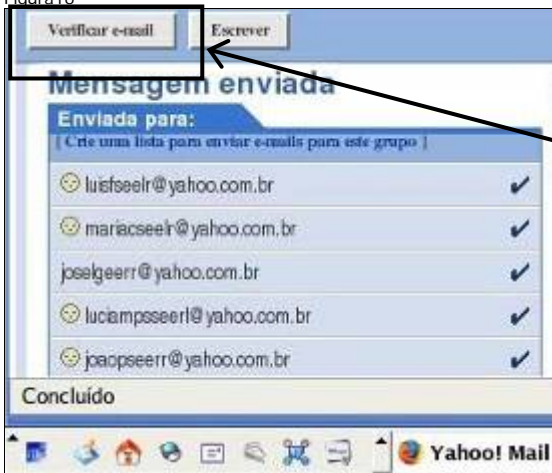 Verificar e-mail Escrever
Mensagem enviada
Enviada para:
[ Crie uma lista para enviar e-mails para este grupo ]
luisfseelr@yahoo.com.br
mariacseelr@yahoo.com.br
joselgeerr@yahoo.com.br
luciampsseerl@yahoo.com.br
joaopseerr@yahoo.com.br
Concluído
Yahoo! Mail